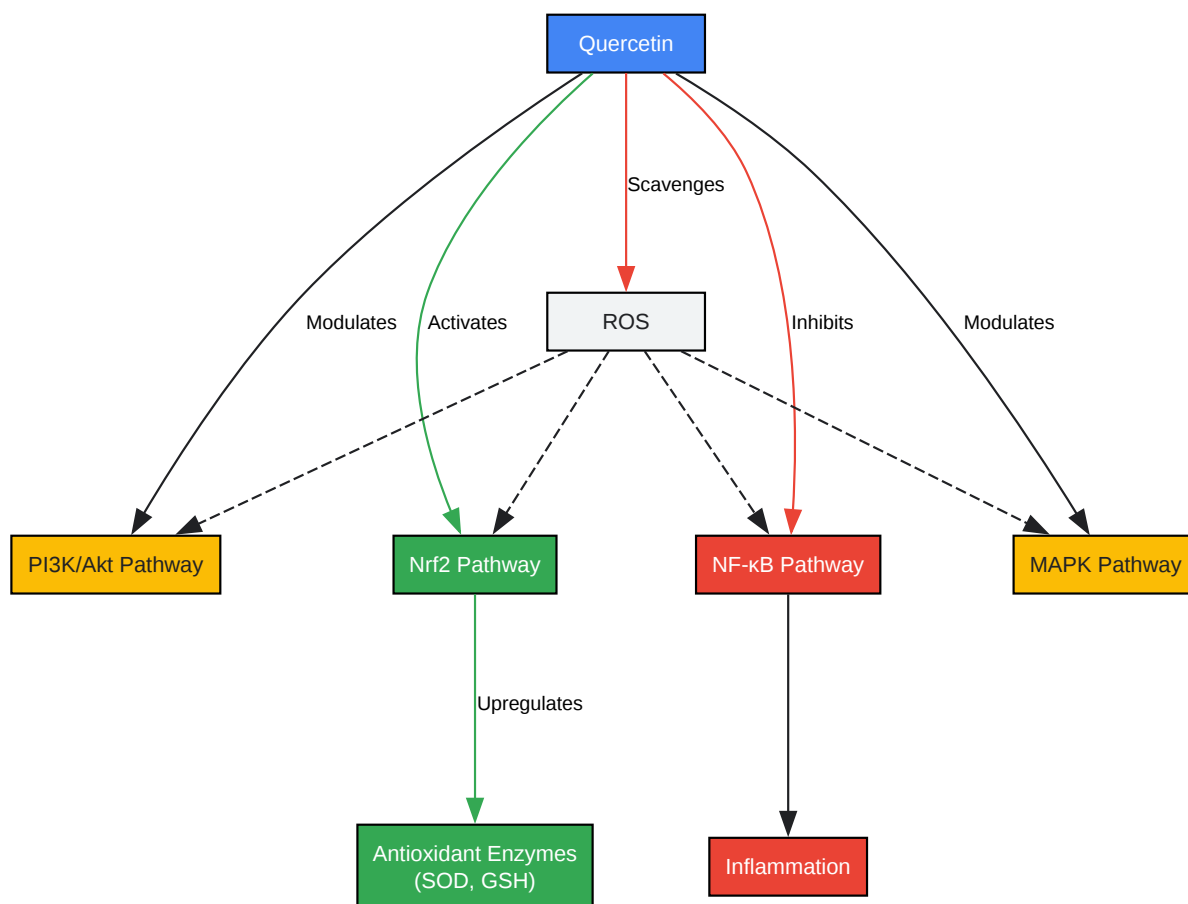 Quercetin
Scavenges
ROS
Modulates
Activates
Inhibits
Modulates
PI3K/Akt Pathway
Nrf2 Pathway
NF-κB Pathway
MAPK Pathway
Upregulates
Antioxidant Enzymes
(SOD, GSH)
Inflammation